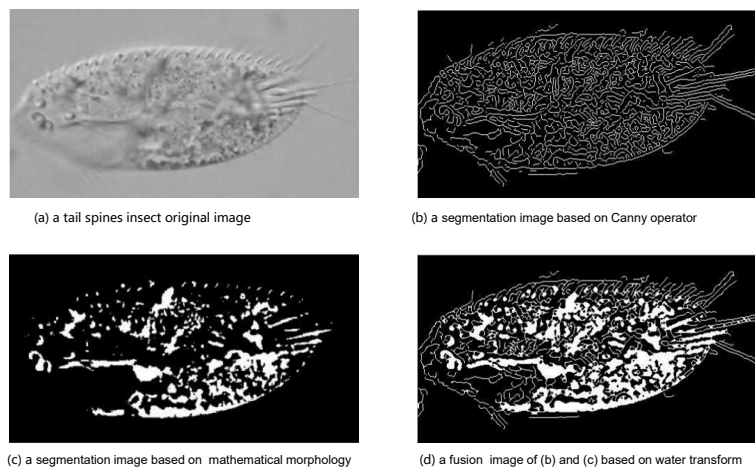 (a) a tail spines insect original image
(b) a segmentation image based on Canny operator
(c) a segmentation image based on mathematical morphology
(d) a fusion image of (b) and (c) based on water transform